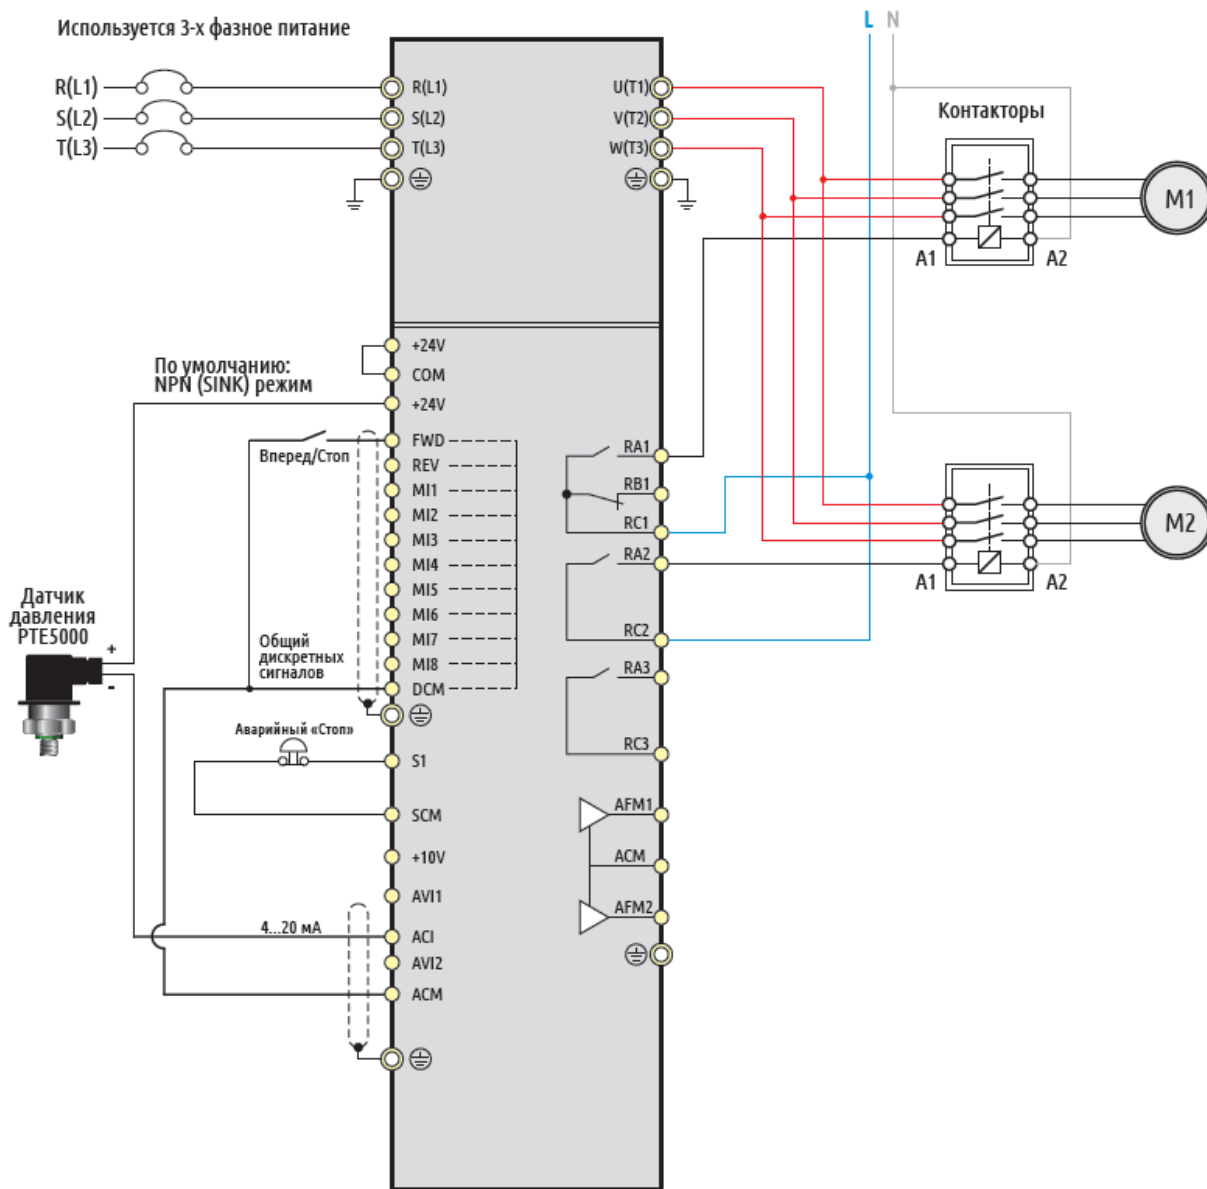 Используется 3-х фазное питание
L N
R(L1)
S(L2)
T(L3)
R(L1)
S(L2)
T(L3)
U(T1)
V(T2)
W(T3)
Контакторы
M1
A1 A2
+24V
COM
+24V
По умолчанию:
NPN (SINK) режим
FWD
REV
MI1
MI2
MI3
MI4
MI5
MI6
MI7
MI8
DCM
Вперед/Стоп
Общий
дискретных
сигналов
Датчик
давления
PTE5000
+
-
Аварийный «Стоп»
S1
SCM
+10V
AVI1
4...20 мА
ACI
AVI2
ACM
RA1
RB1
RC1
RA2
RC2
RA3
RC3
AFM1
ACM
AFM2
M2
A1 A2